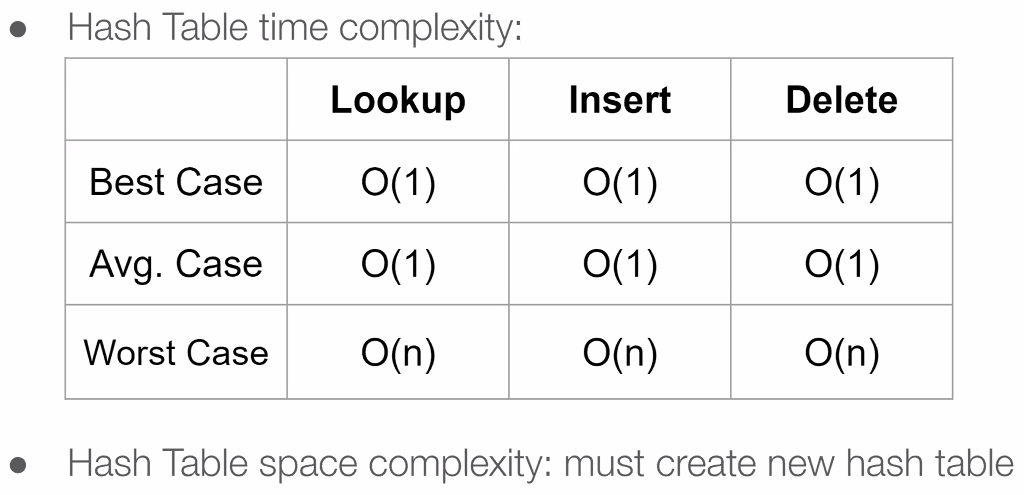 ● Hash Table time complexity:
Lookup Insert Delete
Best Case O(1) O(1) O(1)
Avg. Case O(1) O(1) O(1)
Worst Case O(n) O(n) O(n)
● Hash Table space complexity: must create new hash table